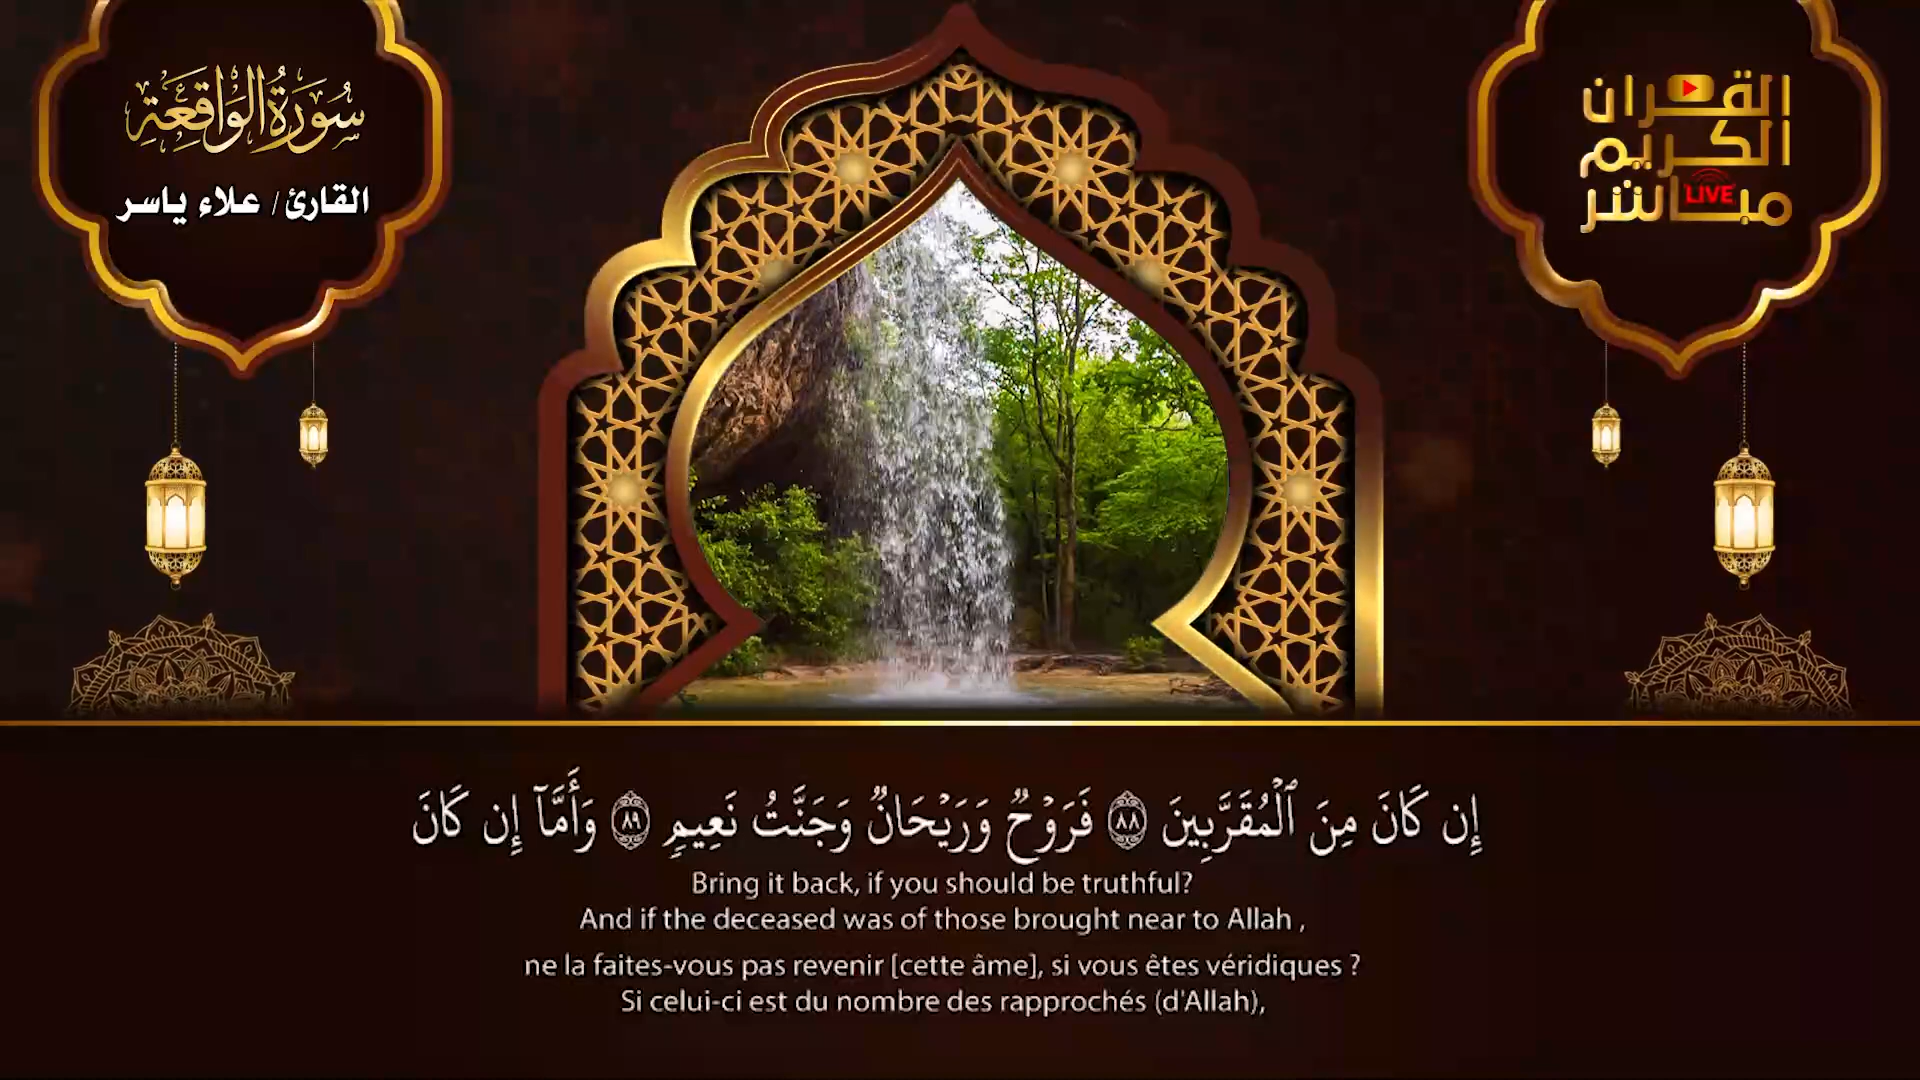 سُورَةُ الوَاقِعَةِ
القارئ / علاء ياسر
القرآن
الكريم
مباشر
LIVE
إِن كَانَ مِنَ ٱلْمُقَرَّبِينَ ٨٨ فَرَوْحٌ وَرَيْحَانٌ وَجَنَّتُ نَعِيمٍ ٨٩ وَأَمَّآ إِن كَانَ
Bring it back, if you should be truthful?
And if the deceased was of those brought near to Allah ,
ne la faites-vous pas revenir [cette âme], si vous êtes véridiques ?
Si celui-ci est du nombre des rapprochés (d'Allah),